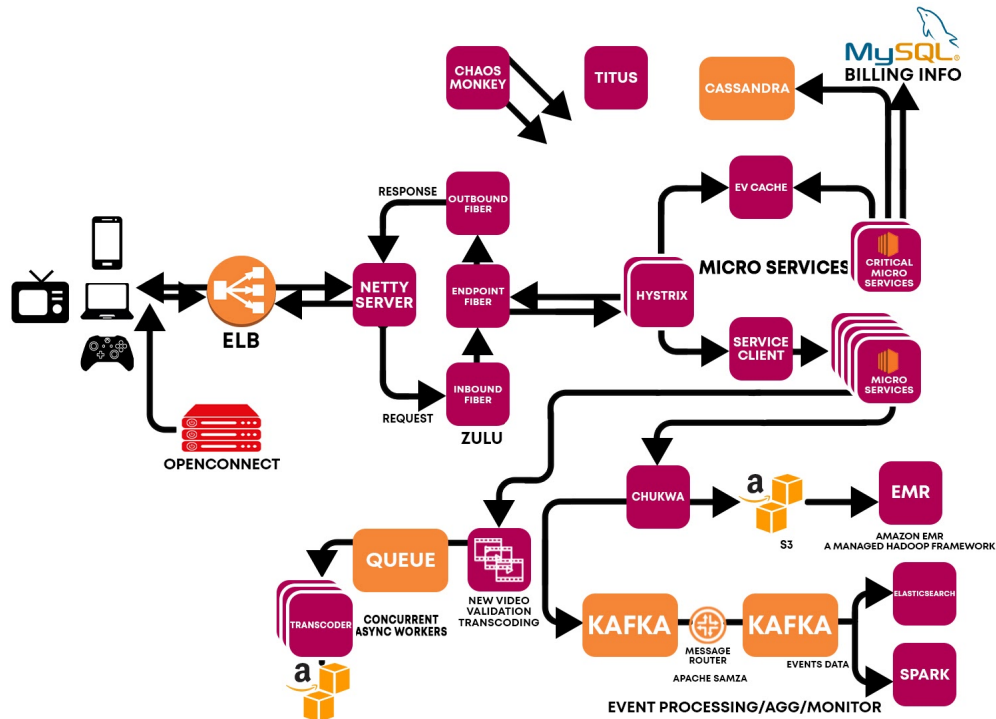 MySQL®
BILLING INFO
CHAOS
MONKEY
TITUS
CASSANDRA
RESPONSE
OUTBOUND
FIBER
EV CACHE
NETTY
SERVER
ENDPOINT
FIBER
HYSTRIX
MICRO SERVICES
CRITICAL
MICRO
SERVICES
ELB
SERVICE
CLIENT
INBOUND
FIBER
MICRO
SERVICES
REQUEST
ZULU
OPENCONNECT
CHUKWA
a
S3
EMR
AMAZON EMR
A MANAGED HADOOP FRAMEWORK
QUEUE
NEW VIDEO
VALIDATION
TRANSCODING
TRANSCODER
CONCURRENT
ASYNC WORKERS
a
KAFKA
MESSAGE
ROUTER
APACHE SAMZA
KAFKA
EVENTS DATA
ELASTICSEARCH
SPARK
EVENT PROCESSING/AGG/MONITOR